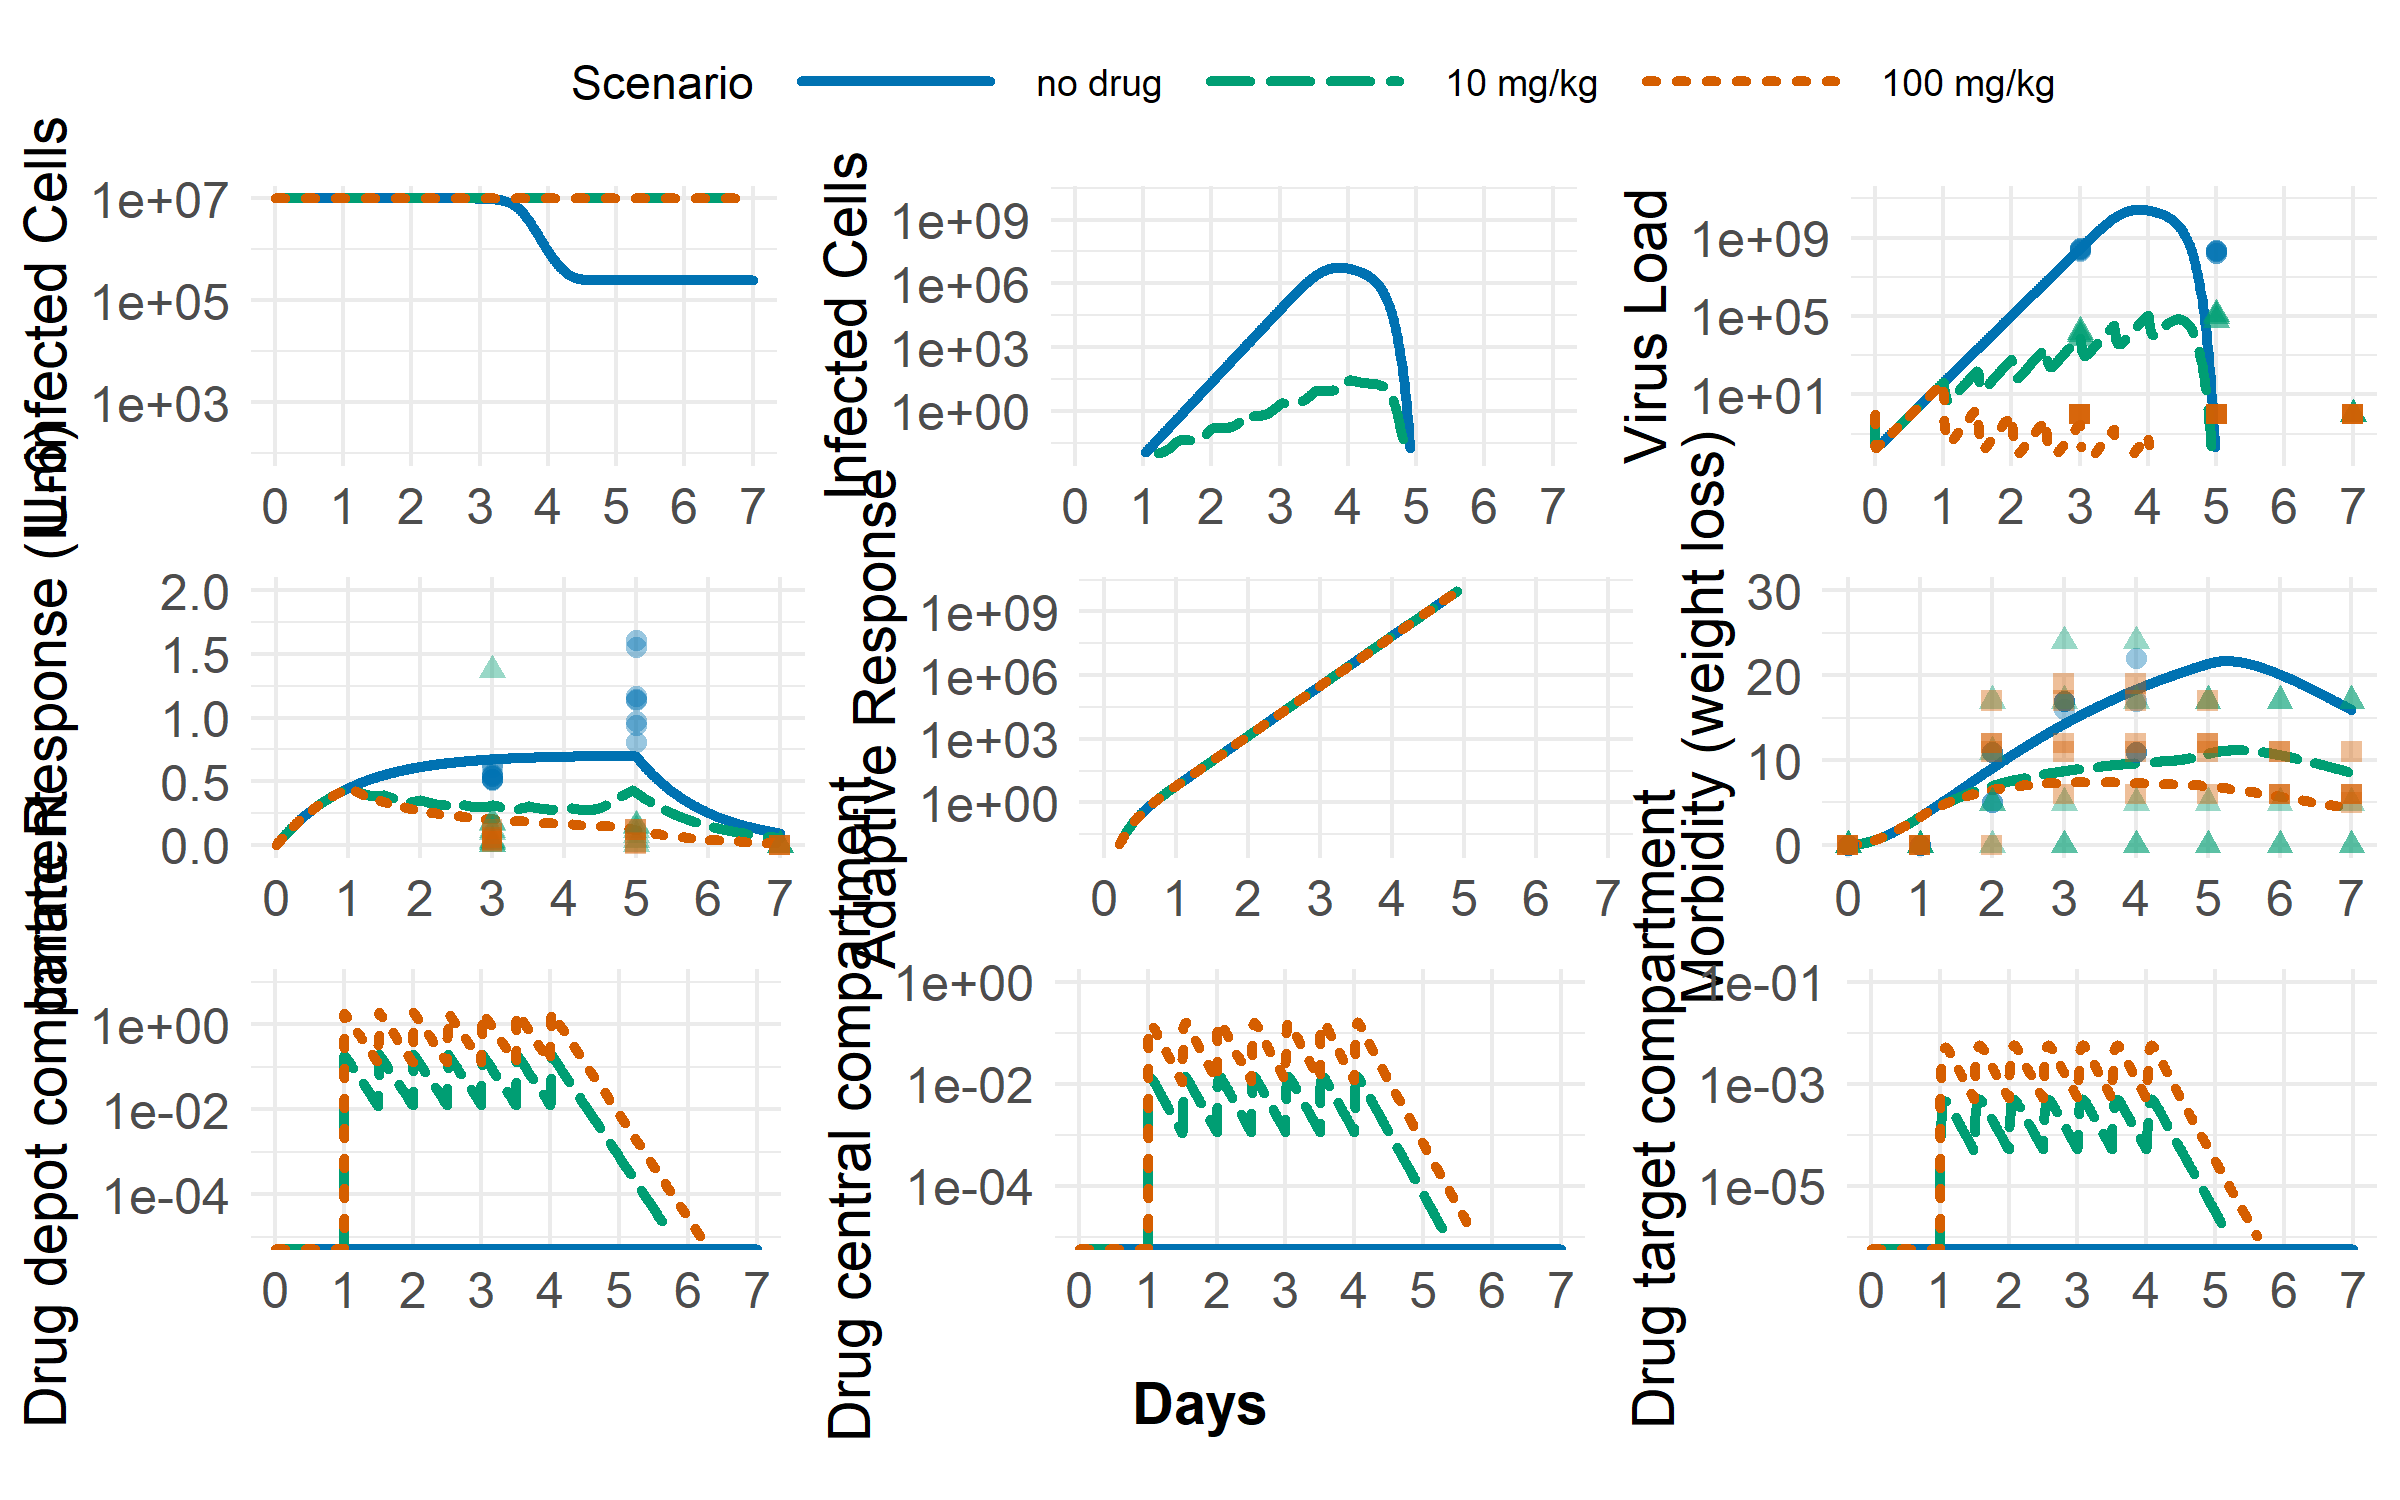 Scenario no drug 10 mg/kg 100 mg/kg
Uninfected Cells
1e+07
1e+05
1e+03
0 1 2 3 4 5 6 7
Infected Cells
1e+09
1e+06
1e+03
1e+00
0 1 2 3 4 5 6 7
Virus Load
1e+09
1e+05
1e+01
0 1 2 3 4 5 6 7
Innate Response (IL-6)
2.0
1.5
1.0
0.5
0.0
0 1 2 3 4 5 6 7
Adaptive Response
1e+09
1e+06
1e+03
1e+00
0 1 2 3 4 5 6 7
Morbidity (weight loss)
30
20
10
0
0 1 2 3 4 5 6 7
Drug depot compartment
1e+00
1e-02
1e-04
0 1 2 3 4 5 6 7
Drug central compartment
1e+00
1e-02
1e-04
0 1 2 3 4 5 6 7
Drug target compartment
1e-01
1e-03
1e-05
0 1 2 3 4 5 6 7
Days